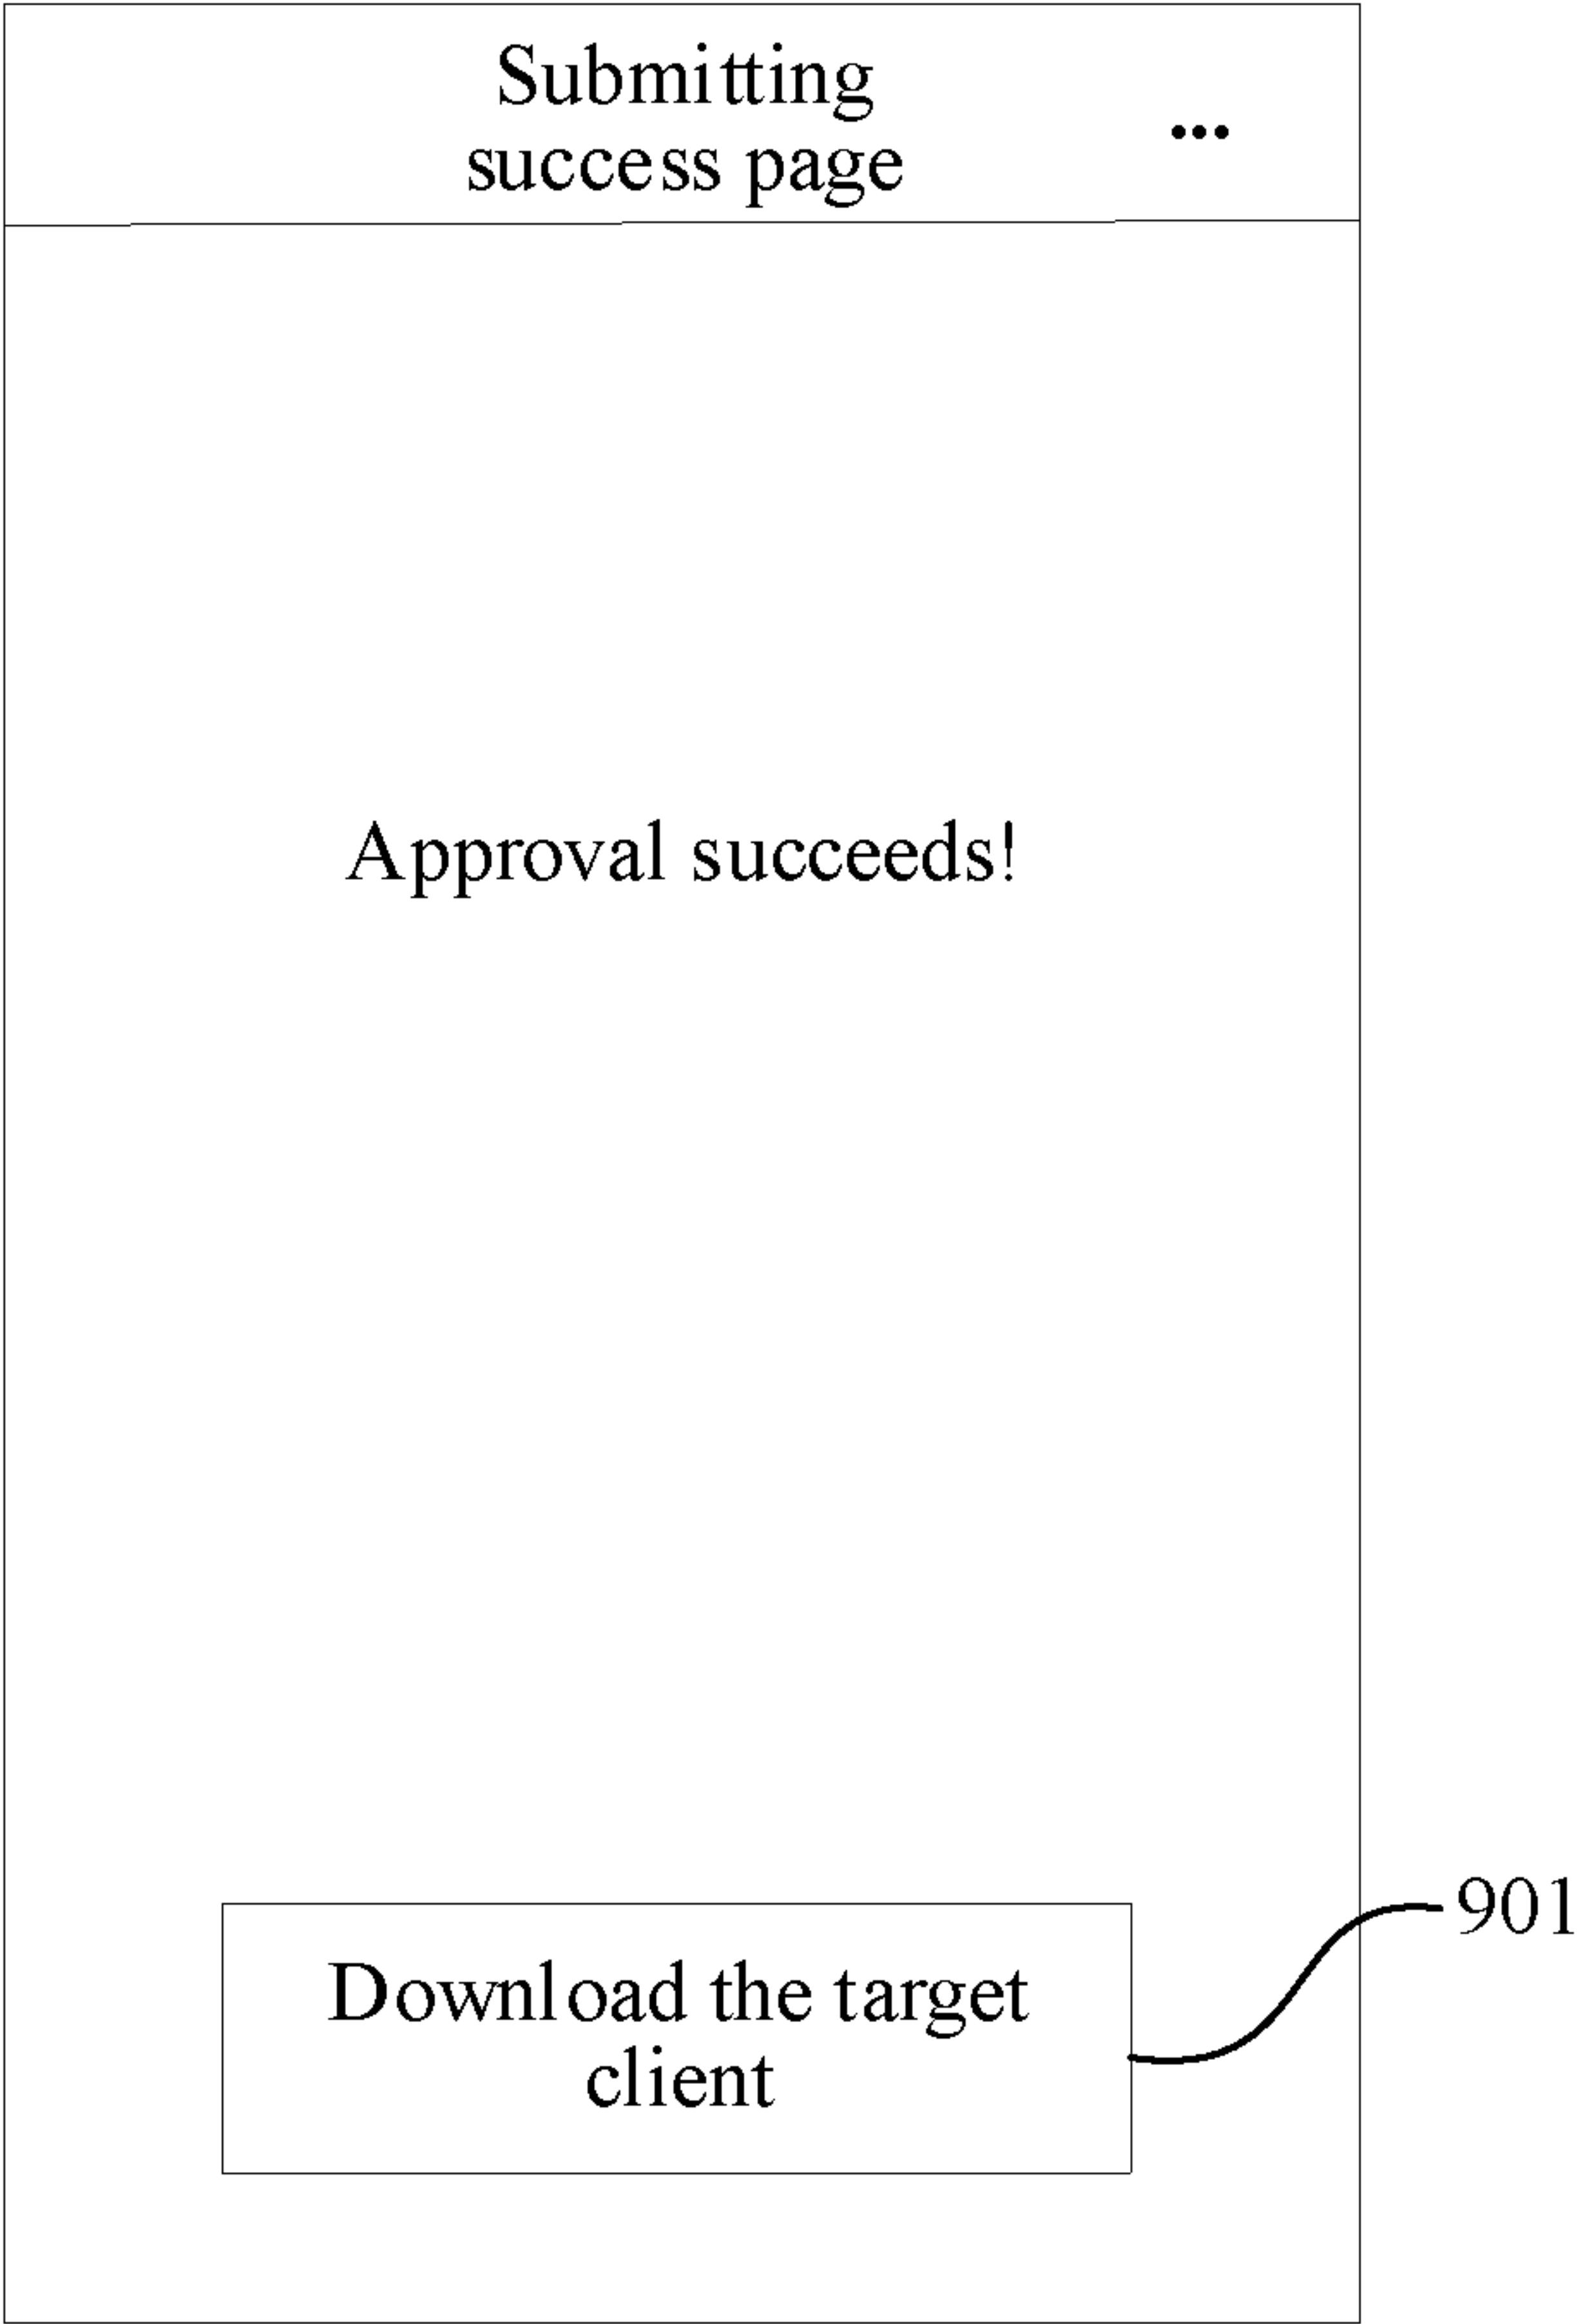 Submitting
success page
•••
Approval succeeds!
901
Download the target
client